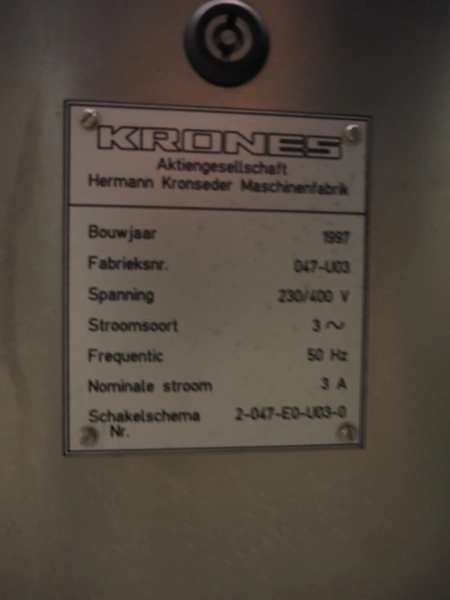 KRONES
Aktiengesellschaft
Hermann Kronseder Maschinenfabrik
Bouwjaar 1997
Fabrieksnr. 047-U03
Spanning 230/400 V
Stroomsoort 3 ~
Frequentic 50 Hz
Nominale stroom 3 A
Schakelschema 2-047-E0-U03-0
Nr.